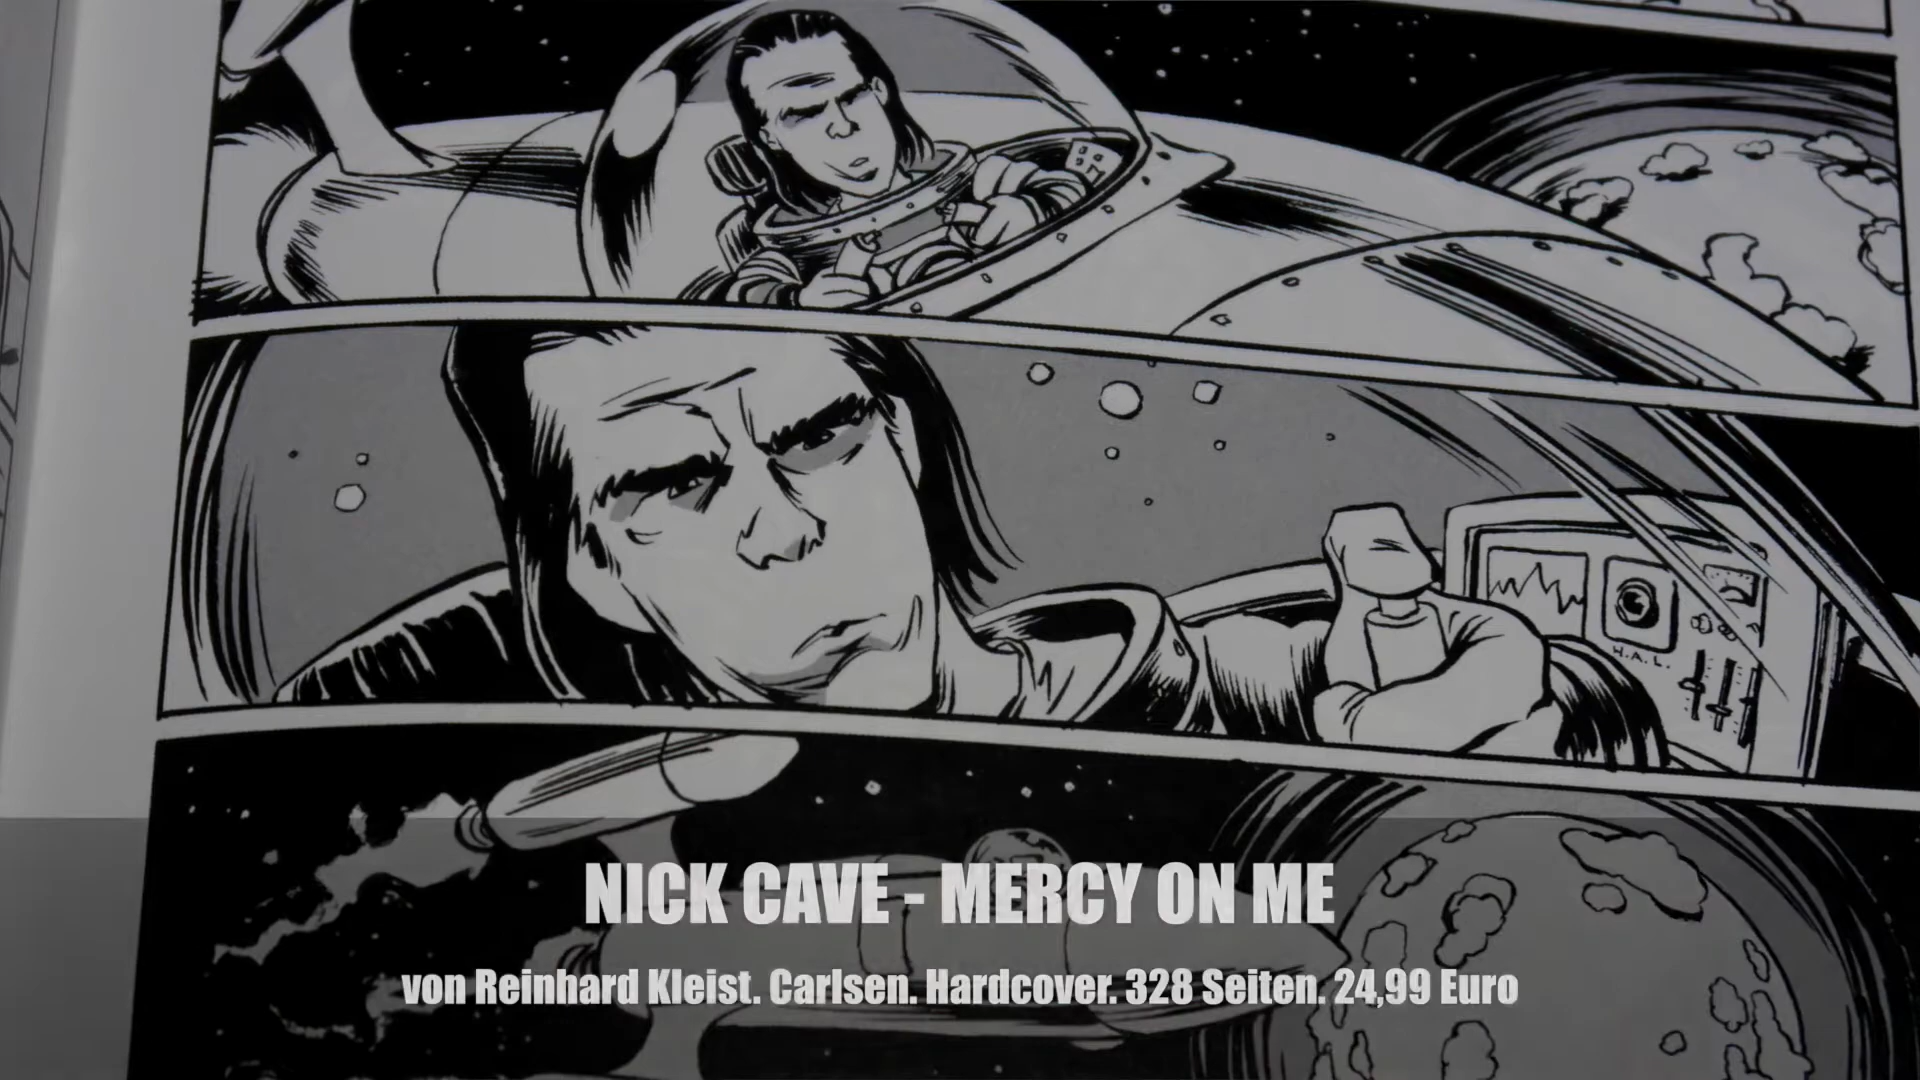 H.A.L.
NICK CAVE - MERCY ON ME
von Reinhard Kleist. Carlsen. Hardcover. 328 Seiten. 24,99 Euro